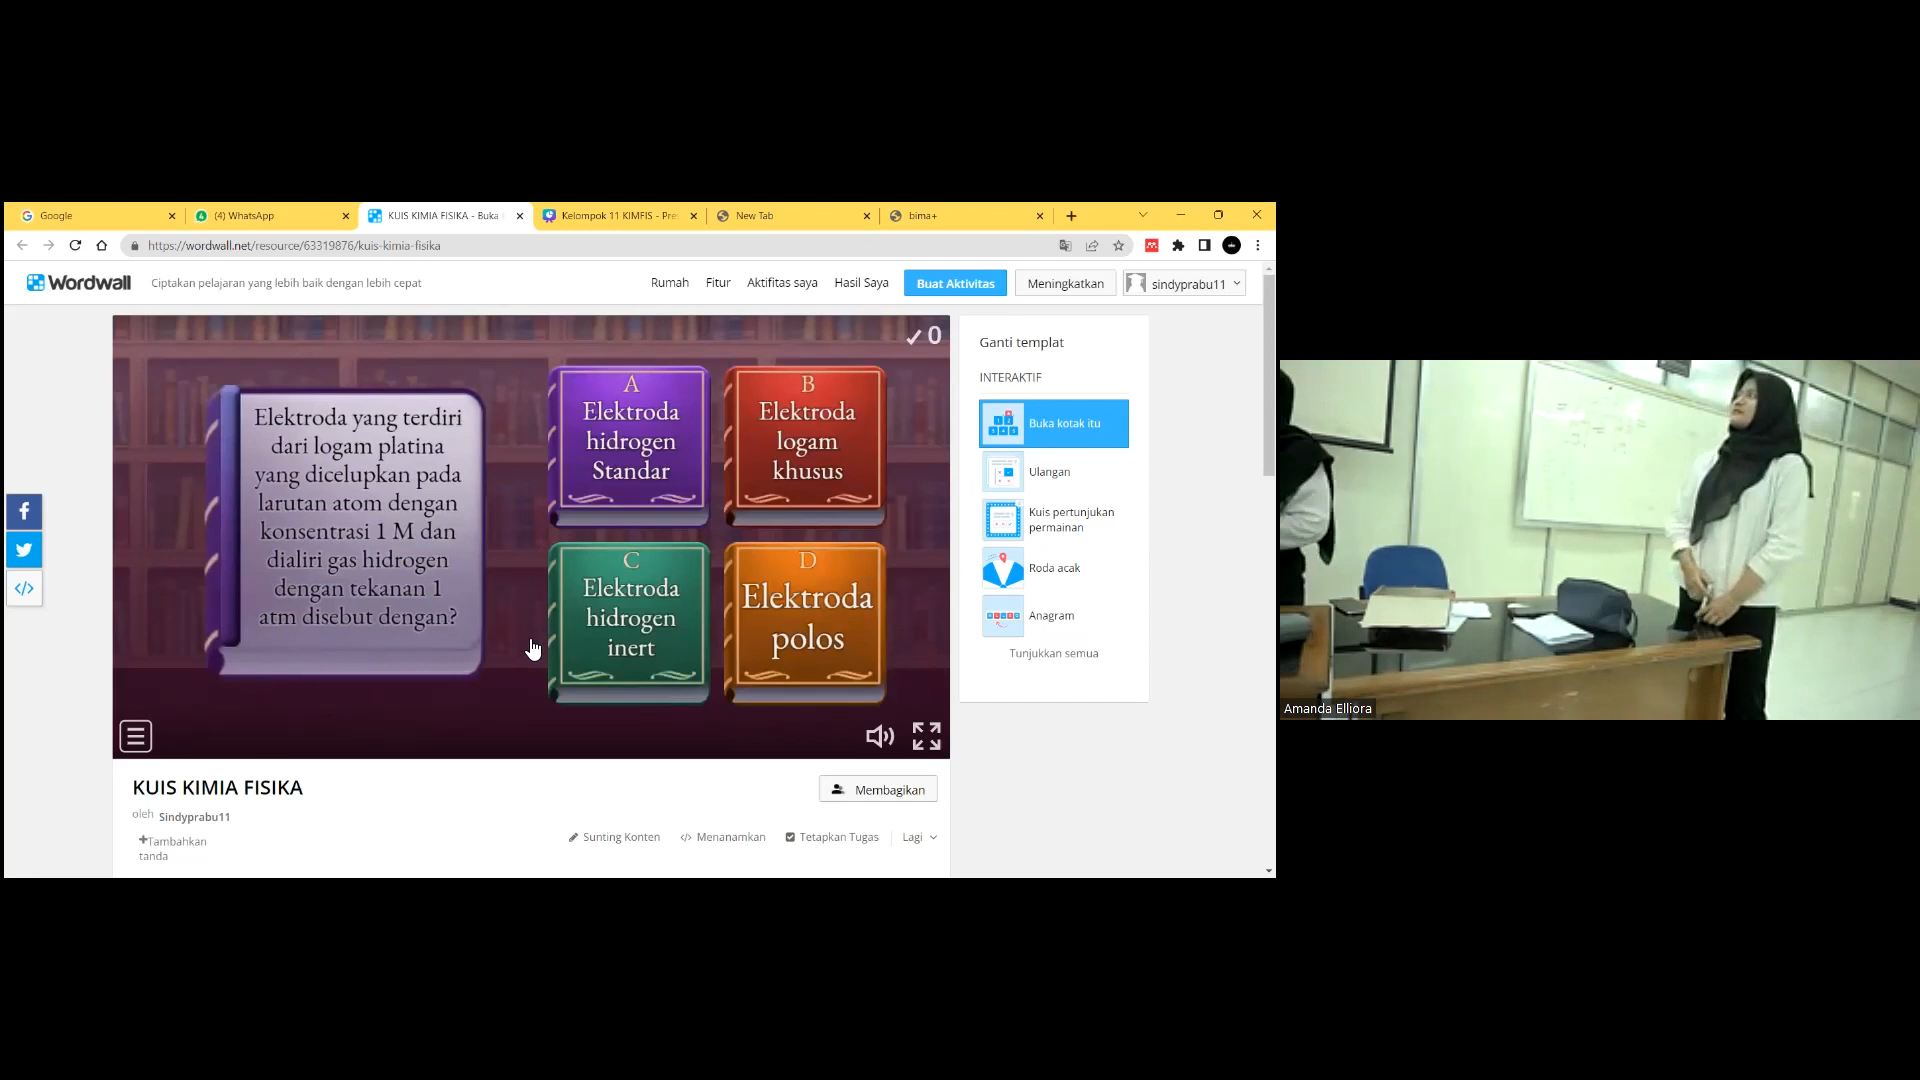 Google
(4) WhatsApp
KUIS KIMIA FISIKA - Buka
Kelompok 11 KIMFIS - Pre
New Tab
bima+
https://wordwall.net/resource/63319876/kuis-kimia-fisika
Wordwall
Ciptakan pelajaran yang lebih baik dengan lebih cepat
Rumah
Fitur
Aktifitas saya
Hasil Saya
Buat Aktivitas
Meningkatkan
sindyprabu11
0
Elektroda yang terdiri
dari logam platina
yang dicelupkan pada
larutan atom dengan
konsentrasi 1 M dan
dialiri gas hidrogen
dengan tekanan 1
atm disebut dengan?
A
Elektroda
hidrogen
Standar
B
Elektroda
logam
khusus
C
Elektroda
hidrogen
inert
D
Elektroda
polos
Ganti templat
INTERAKTIF
Buka kotak itu
Ulangan
Kuis pertunjukan
permainan
Roda acak
Anagram
Tunjukkan semua
KUIS KIMIA FISIKA
oleh Sindyprabu11
Tambahkan
tanda
Membagikan
Sunting Konten
Menanamkan
Tetapkan Tugas
Lagi
Amanda Elliora